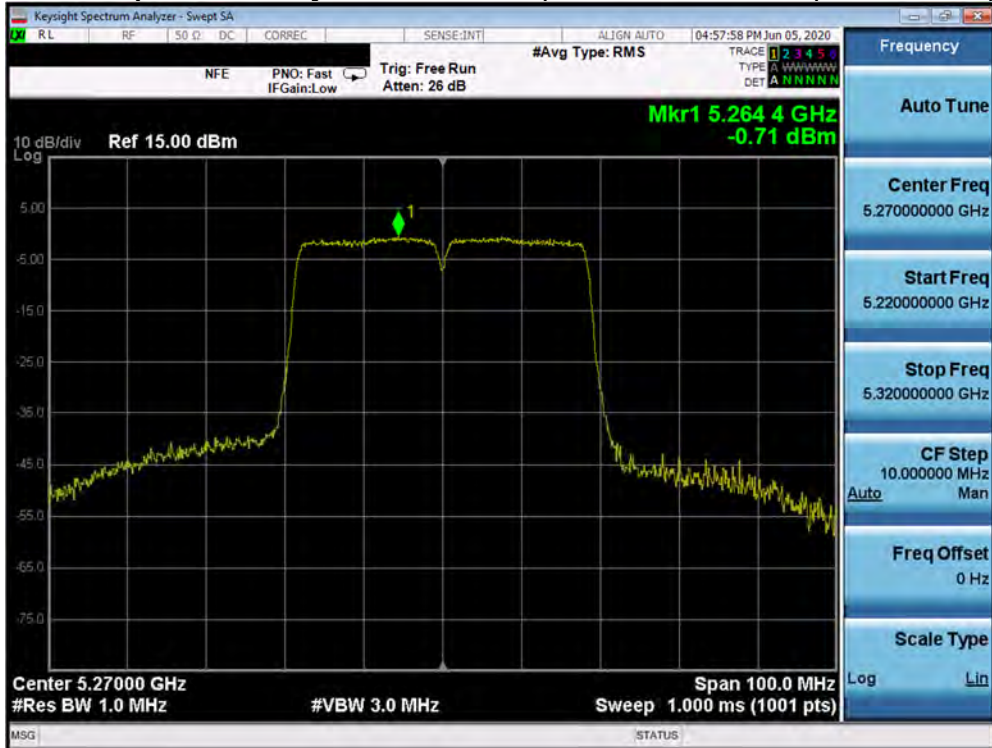 Keysight Spectrum Analyzer - Swept SA
LXI RL RF 50 Ω DC CORREC SENSE:INT ALIGN AUTO 04:57:58 PM Jun 05, 2020
#Avg Type: RMS TRACE 1 2 3 4 5 6
NFE PNO: Fast Trig: Free Run TYPE A WWWWW
IFGain:Low Atten: 26 dB DET A N N N N N
Mkr1 5.264 4 GHz
10 dB/div Ref 15.00 dBm -0.71 dBm
Log
1
5.00
-5.00
-15.0
-25.0
-35.0
-45.0
-55.0
-65.0
-75.0
Center 5.27000 GHz Span 100.0 MHz
#Res BW 1.0 MHz #VBW 3.0 MHz Sweep 1.000 ms (1001 pts)
MSG STATUS
Frequency
Auto Tune
Center Freq
5.270000000 GHz
Start Freq
5.220000000 GHz
Stop Freq
5.320000000 GHz
CF Step
10.000000 MHz
Auto Man
Freq Offset
0 Hz
Scale Type
Log Lin